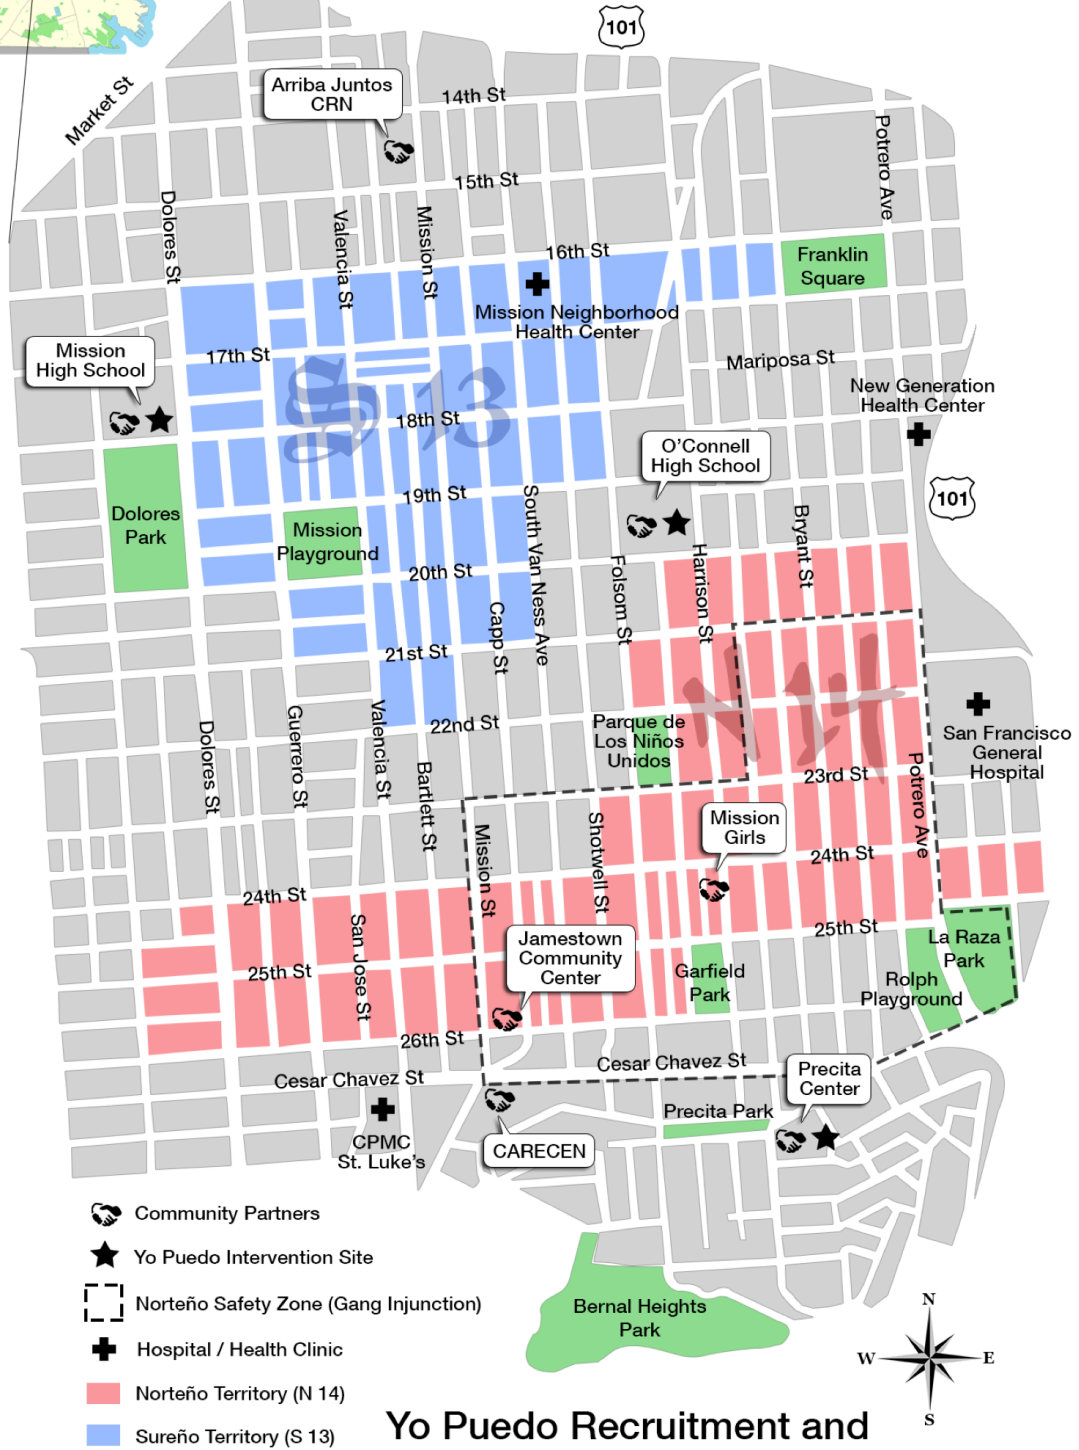 101
Market St
Arriba Juntos
CRN
14th St
Potrero Ave
15th St
Dolores St
Valencia St
Mission St
16th St
Franklin
Square
Mission Neighborhood
Health Center
17th St
Mission
High School
Mariposa St
New Generation
Health Center
S 13
18th St
O'Connell
High School
101
19th St
Dolores
Park
Mission
Playground
South Van Ness Ave
Bryant St
20th St
Folsom St
Harrison St
Capp St
21st St
N 14
22nd St
Parque de
Los Niños
Unidos
San Francisco
General
Hospital
Dolores St
Guerrero St
Valencia St
Bartlett St
23rd St
Potrero Ave
Mission St
Shotwell St
Mission
Girls
24th St
24th St
25th St
San Jose St
Jamestown
Community
Center
La Raza
Park
25th St
Garfield
Park
Rolph
Playground
26th St
Cesar Chavez St
Cesar Chavez St
Precita
Center
Precita Park
CPMC
St. Luke's
CARECEN
Community Partners
Yo Puedo Intervention Site
Norteño Safety Zone (Gang Injunction)
Hospital / Health Clinic
Norteño Territory (N 14)
Sureño Territory (S 13)
Bernal Heights
Park
N
W
E
S
Yo Puedo Recruitment and